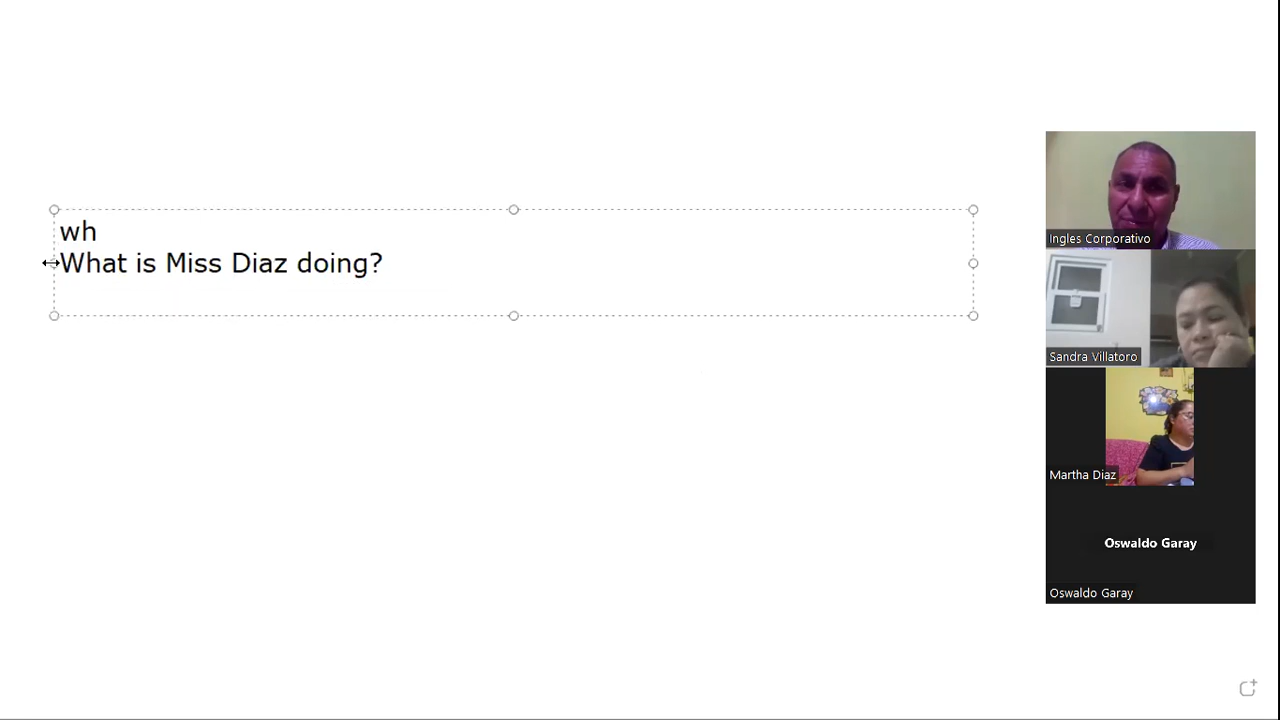 wh
What is Miss Diaz doing?
Ingles Corporativo
Sandra Villatoro
Martha Diaz
Oswaldo Garay
Oswaldo Garay